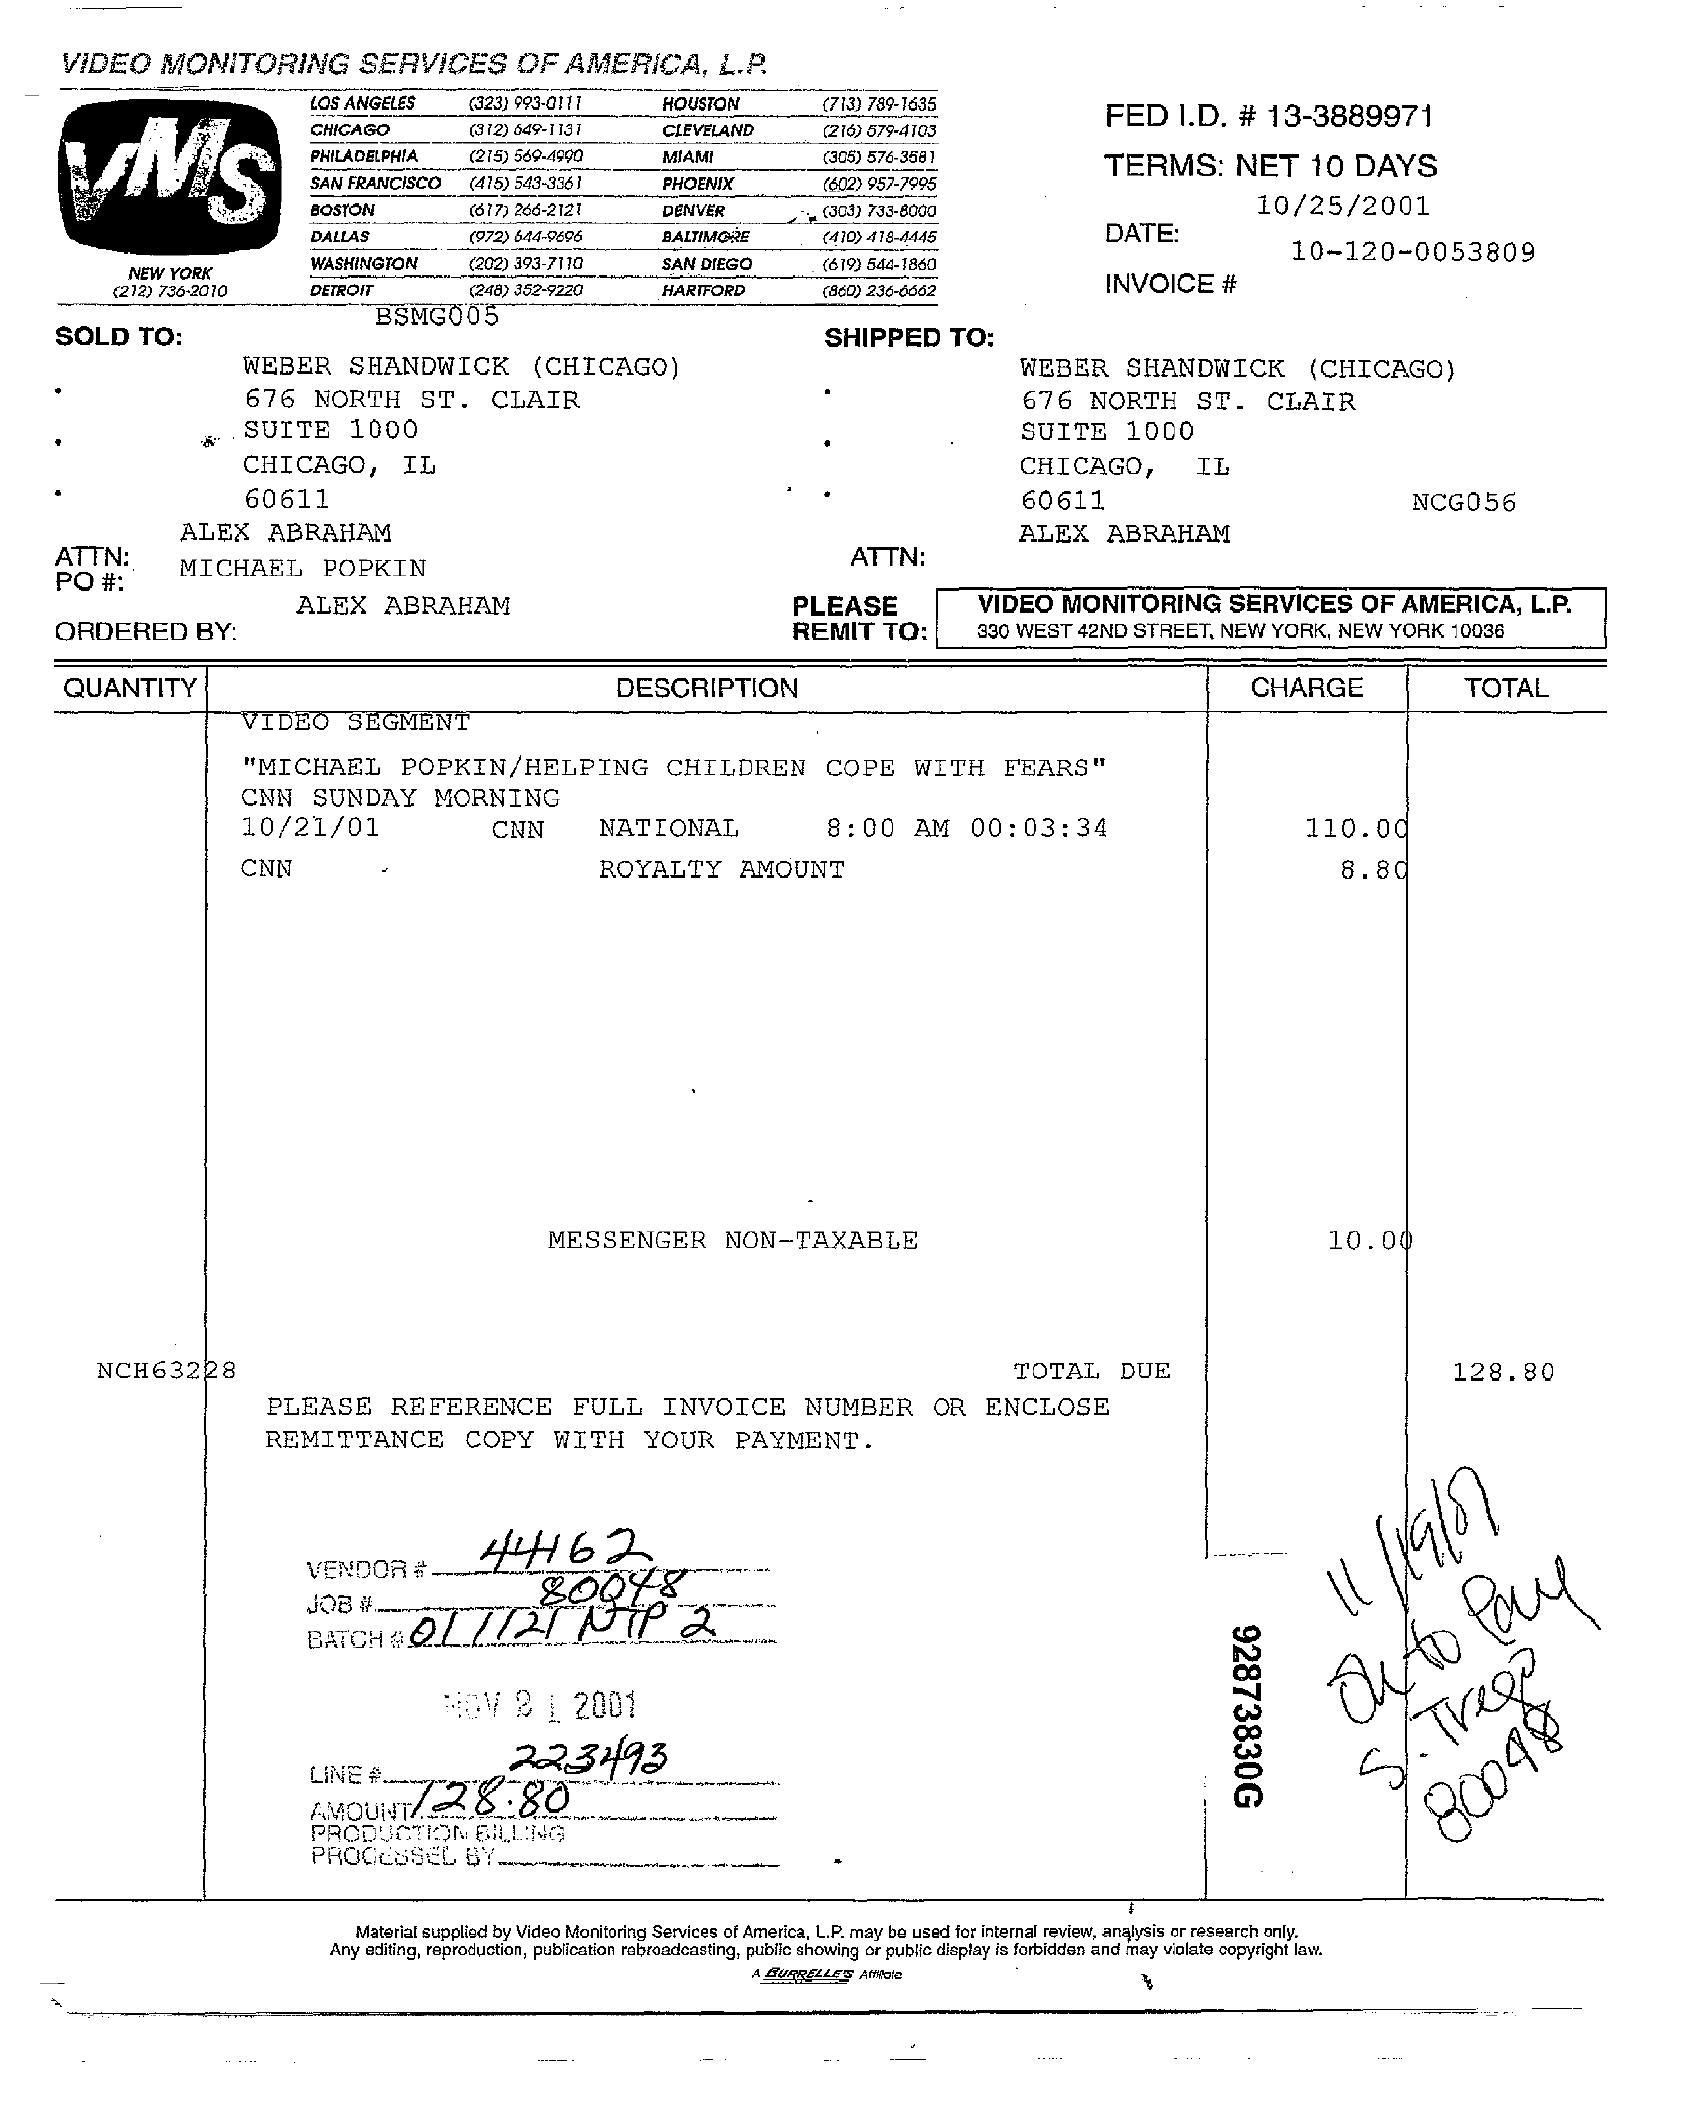 VIDEO MONITORING SERVICES OF AMERICA, L.P.
VMS
NEW YORK
(212) 736-2010
LOS ANGELES (323) 993-0111 HOUSTON (713) 789-1635
CHICAGO (312) 649-1131 CLEVELAND (216) 579-4103
PHILADELPHIA (215) 569-4990 MIAMI (305) 576-3581
SAN FRANCISCO (415) 543-3361 PHOENIX (602) 957-7995
BOSTON (617) 266-2121 DENVER (303) 733-8000
DALLAS (972) 644-9696 BALTIMORE (410) 418-4445
WASHINGTON (202) 393-7110 SAN DIEGO (619) 544-1860
DETROIT (248) 352-9220 HARTFORD (860) 236-6662
FED I.D. # 13-3889971
TERMS: NET 10 DAYS
10/25/2001
DATE:
10-120-0053809
INVOICE #
BSMG005
SOLD TO:
WEBER SHANDWICK (CHICAGO)
676 NORTH ST. CLAIR
SUITE 1000
CHICAGO, IL
60611
ALEX ABRAHAM
ATTN:
MICHAEL POPKIN
PO #:
ALEX ABRAHAM
ORDERED BY:
SHIPPED TO:
WEBER SHANDWICK (CHICAGO)
676 NORTH ST. CLAIR
SUITE 1000
CHICAGO, IL
60611 NCG056
ALEX ABRAHAM
ATTN:
PLEASE
REMIT TO:
VIDEO MONITORING SERVICES OF AMERICA, L.P.
330 WEST 42ND STREET, NEW YORK, NEW YORK 10036
QUANTITY DESCRIPTION CHARGE TOTAL
VIDEO SEGMENT
"MICHAEL POPKIN/HELPING CHILDREN COPE WITH FEARS"
CNN SUNDAY MORNING
10/21/01 CNN NATIONAL 8:00 AM 00:03:34 110.00
CNN - ROYALTY AMOUNT 8.80
MESSENGER NON-TAXABLE 10.00
NCH63228 TOTAL DUE 128.80
PLEASE REFERENCE FULL INVOICE NUMBER OR ENCLOSE
REMITTANCE COPY WITH YOUR PAYMENT.
VENDOR # 44162
JOB # 80048
BATCH # 011121 NTP 2
NOV 21 2001
LINE # 223493
AMOUNT 128.80
PRODUCTION BILLING
PROCESSED BY
92873830G
11/19/01
Ok to Pay
S. Trego
80048
Material supplied by Video Monitoring Services of America, L.P. may be used for internal review, analysis or research only.
Any editing, reproduction, publication rebroadcasting, public showing or public display is forbidden and may violate copyright law.
A BURRELLE'S Affiliate